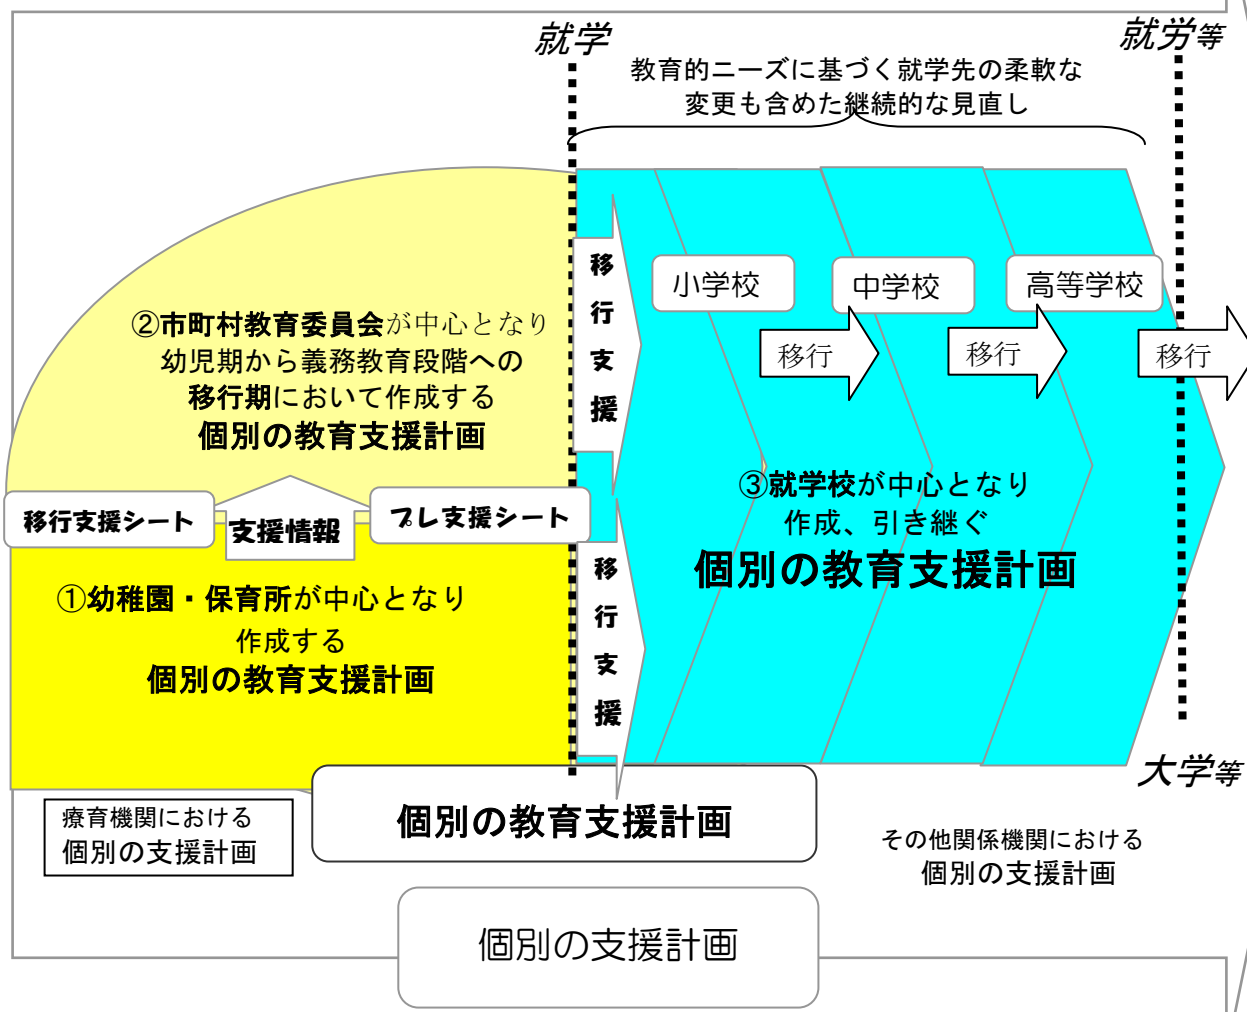 就学
就労等
教育的ニーズに基づく就学先の柔軟な
変更も含めた継続的な見直し
②市町村教育委員会が中心となり
幼児期から義務教育段階への
移行期において作成する
個別の教育支援計画
移行支援シート
支援情報
プレ支援シート
①幼稚園・保育所が中心となり
作成する
個別の教育支援計画
移行支援
移行支援
小学校
中学校
高等学校
移行
移行
移行
③就学校が中心となり
作成、引き継ぐ
個別の教育支援計画
大学等
療育機関における
個別の支援計画
個別の教育支援計画
その他関係機関における
個別の支援計画
個別の支援計画